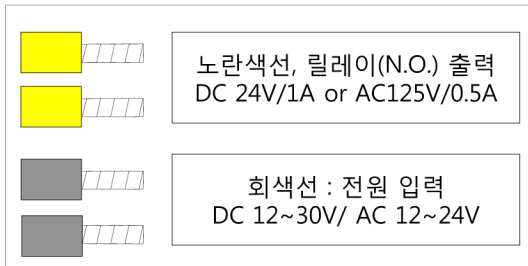 노란색선, 릴레이(N.O.) 출력
DC 24V/1A or AC125V/0.5A
회색선 : 전원 입력
DC 12~30V/ AC 12~24V